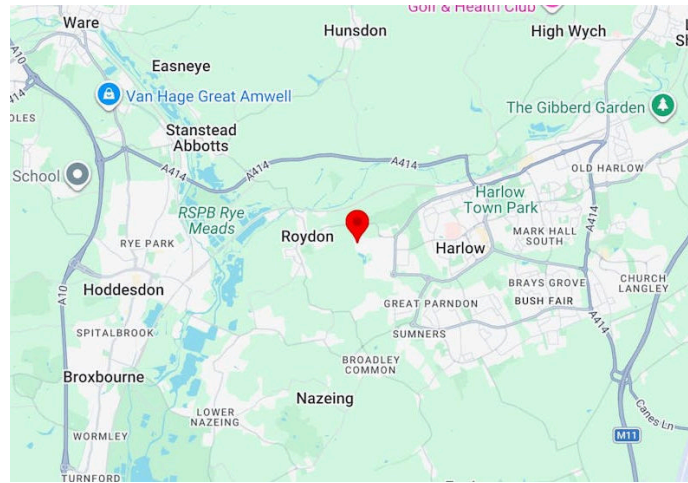 Golf & Health Club
Ware
Hunsdon
High Wych
A10
Easneye
A414
Van Hage Great Amwell
The Gibberd Garden
Stanstead
Abbotts
A414
A414
OLD HARLOW
School
Harlow
Town Park
RSPB Rye
Meads
A414
MARK HALL
SOUTH
RYE PARK
Roydon
Harlow
A10
Hoddesdon
BRAYS GROVE
CHURCH
LANGLEY
GREAT PARNDON
BUSH FAIR
SPITALBROOK
SUMNERS
A414
BROADLEY
COMMON
Broxbourne
Nazeing
LOWER
NAZEING
Canes Ln
WORMLEY
M11
TURNFORD